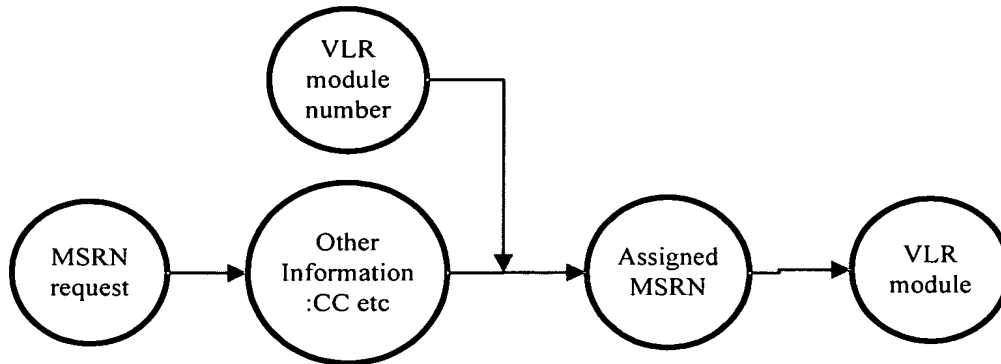 VLR
module
number
MSRN
request
Other
Information
:CC etc
Assigned
MSRN
VLR
module